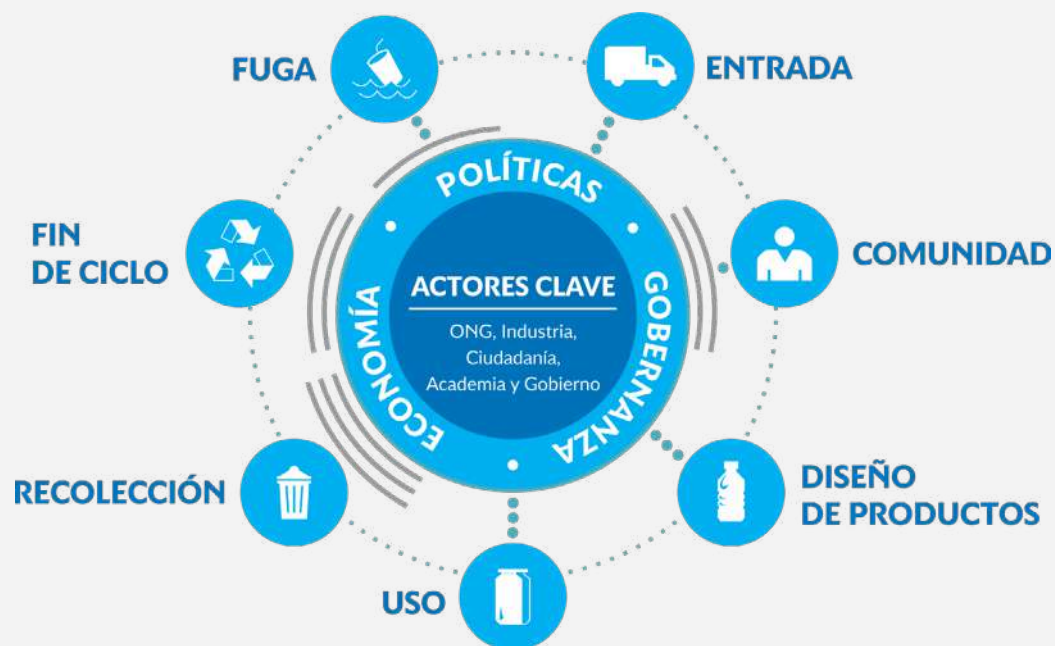 FUGA
ENTRADA
POLÍTICAS
FIN
DE CICLO
COMUNIDAD
ACTORES CLAVE
ONG, Industria,
Ciudadanía,
Academia y Gobierno
ECONOMÍA
GOBERNANZA
RECOLECCIÓN
DISEÑO
DE PRODUCTOS
USO